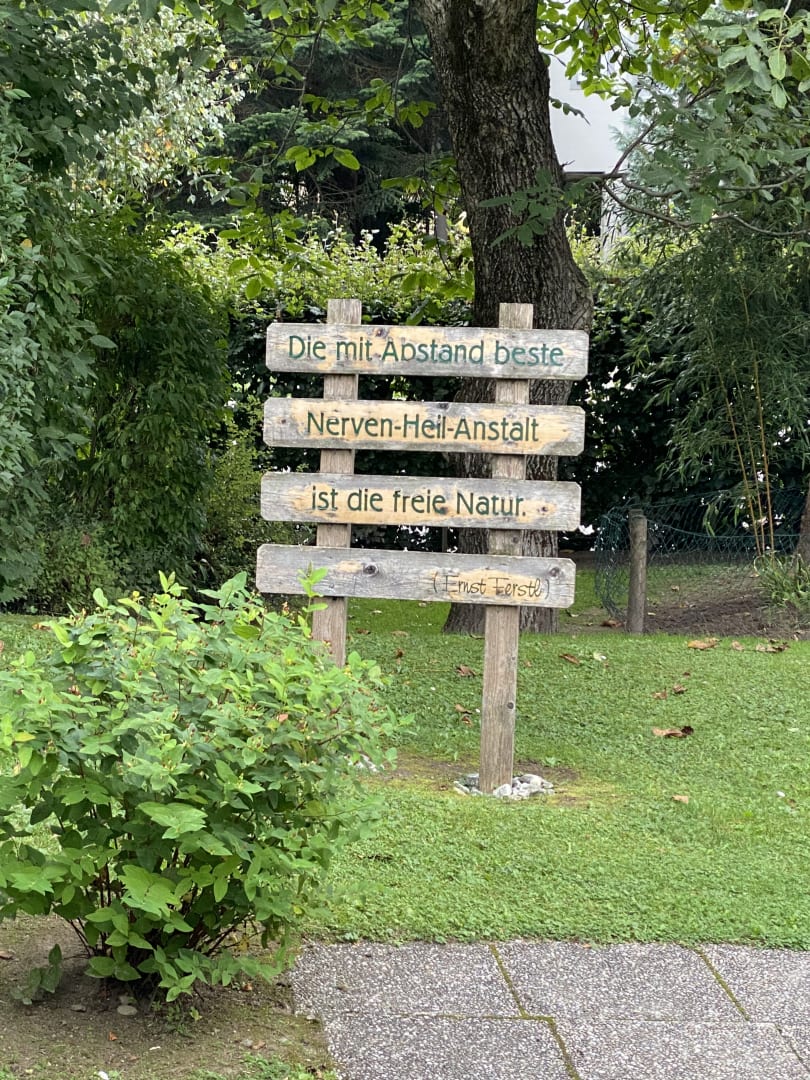 Die mit Abstand beste
Nerven-Heil-Anstalt
ist die freie Natur.
(Ernst Ferstl)